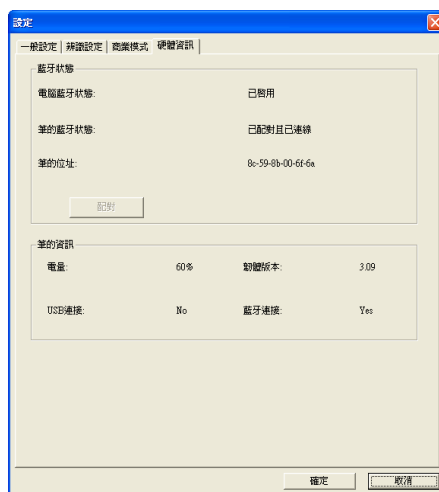 設定
一般設定 辨識設定 商業模式 硬體資訊
藍牙狀態
電腦藍牙狀態: 已啓用
筆的藍牙狀態: 已配對且已連線
筆的位址: 8c-59-8b-00-6f-6a
配對
筆的資訊
電量: 60% 韌體版本: 3.09
USB連接: No 藍牙連接: Yes
確定 取消